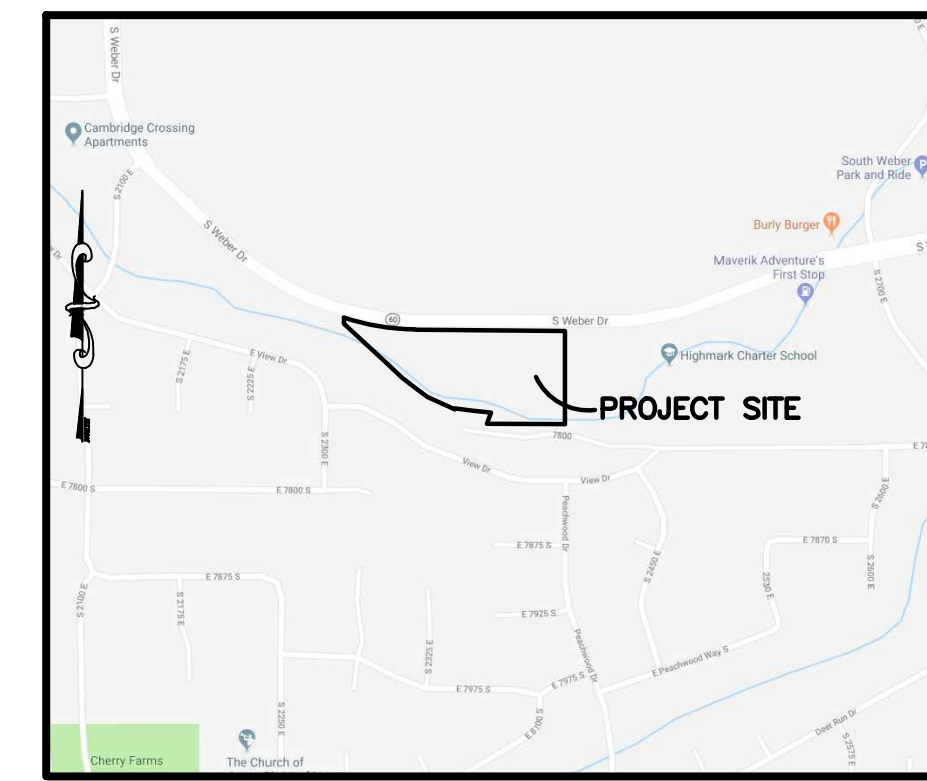 S Weber Dr
Cambridge Crossing
Apartments
S 2100 E
South Weber
Park and Ride
P
S Weber Dr
Burly Burger
Maverik Adventure's
First Stop
S 2700 E
60
S Weber Dr
E View Dr
S 2175 E
S 2225 E
Highmark Charter School
PROJECT SITE
7800
S 2300 E
View Dr
View Dr
E 7800 S
E 7800 S
Peachwood Dr
S 2600 E
E 7875 S
S 2450 E
E 7870 S
E 7875 S
S 2100 E
S 2175 E
2530 E
S 2600 E
E 7925 S
S 2325 E
Peachwood Dr
E Peachwood Way S
E 7975 S
E 7975 S
S 2250 E
E 8100 S
Deer Run Dr
S 2575 E
Cherry Farms
The Church of